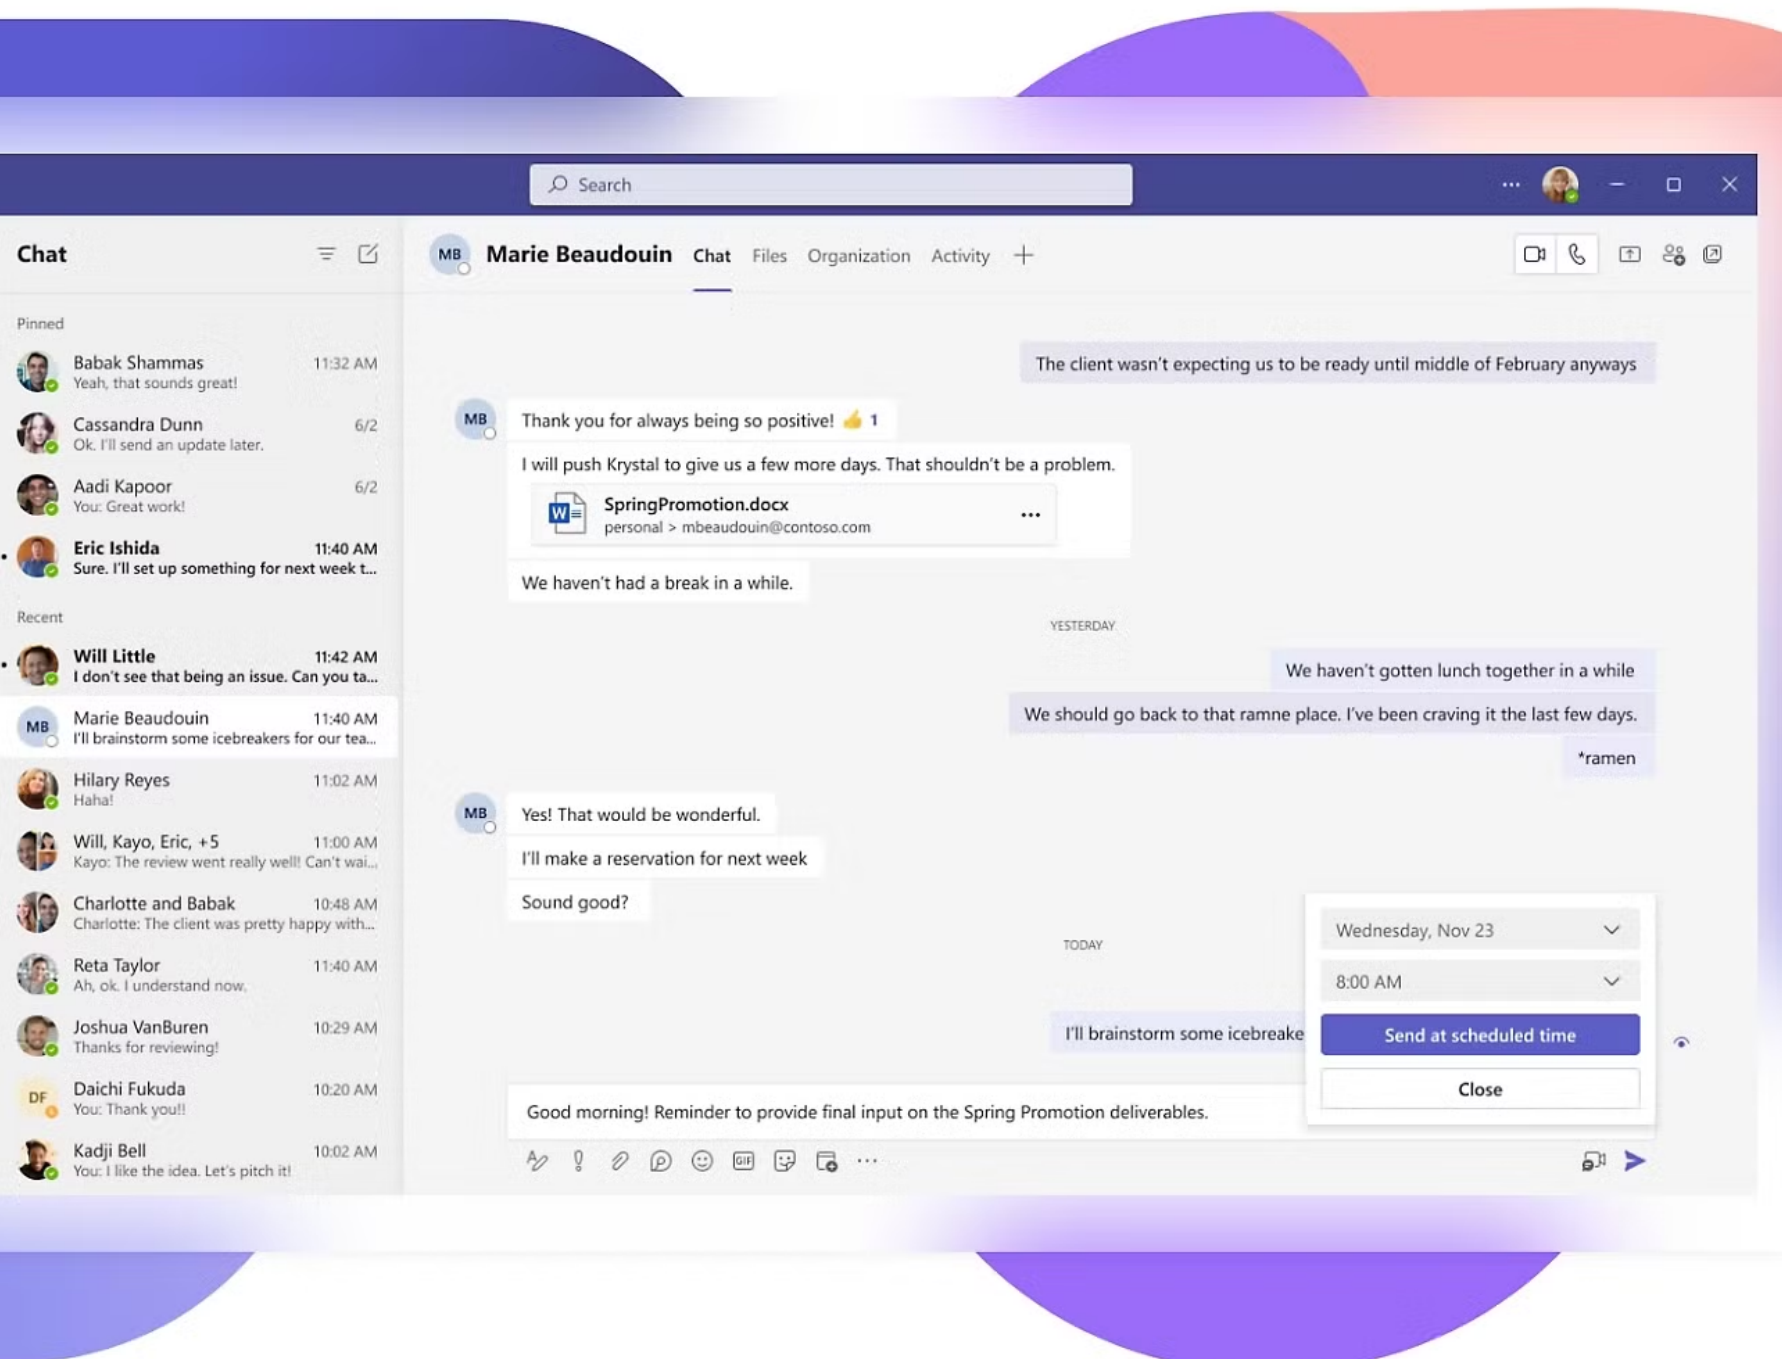 Search
Chat
MB Marie Beaudouin Chat Files Organization Activity
Pinned
Babak Shammas 11:32 AM
Yeah, that sounds great!
Cassandra Dunn 6/2
Ok. I'll send an update later.
Aadi Kapoor 6/2
You: Great work!
Eric Ishida 11:40 AM
Sure. I'll set up something for next week t...
Recent
Will Little 11:42 AM
I don't see that being an issue. Can you ta...
MB Marie Beaudouin 11:40 AM
I'll brainstorm some icebreakers for our tea...
Hilary Reyes 11:02 AM
Haha!
Will, Kayo, Eric, +5 11:00 AM
Kayo: The review went really well! Can't wai...
Charlotte and Babak 10:48 AM
Charlotte: The client was pretty happy with...
Reta Taylor 11:40 AM
Ah, ok. I understand now.
Joshua VanBuren 10:29 AM
Thanks for reviewing!
DF Daichi Fukuda 10:20 AM
You: Thank you!!
Kadji Bell 10:02 AM
You: I like the idea. Let's pitch it!
The client wasn't expecting us to be ready until middle of February anyways
MB Thank you for always being so positive! 👍 1
I will push Krystal to give us a few more days. That shouldn't be a problem.
W SpringPromotion.docx
personal > mbeaudouin@contoso.com
We haven't had a break in a while.
YESTERDAY
We haven't gotten lunch together in a while
We should go back to that ramne place. I've been craving it the last few days.
*ramen
MB Yes! That would be wonderful.
I'll make a reservation for next week
Sound good?
TODAY
I'll brainstorm some icebreake
Wednesday, Nov 23
8:00 AM
Send at scheduled time
Close
Good morning! Reminder to provide final input on the Spring Promotion deliverables.
GIF